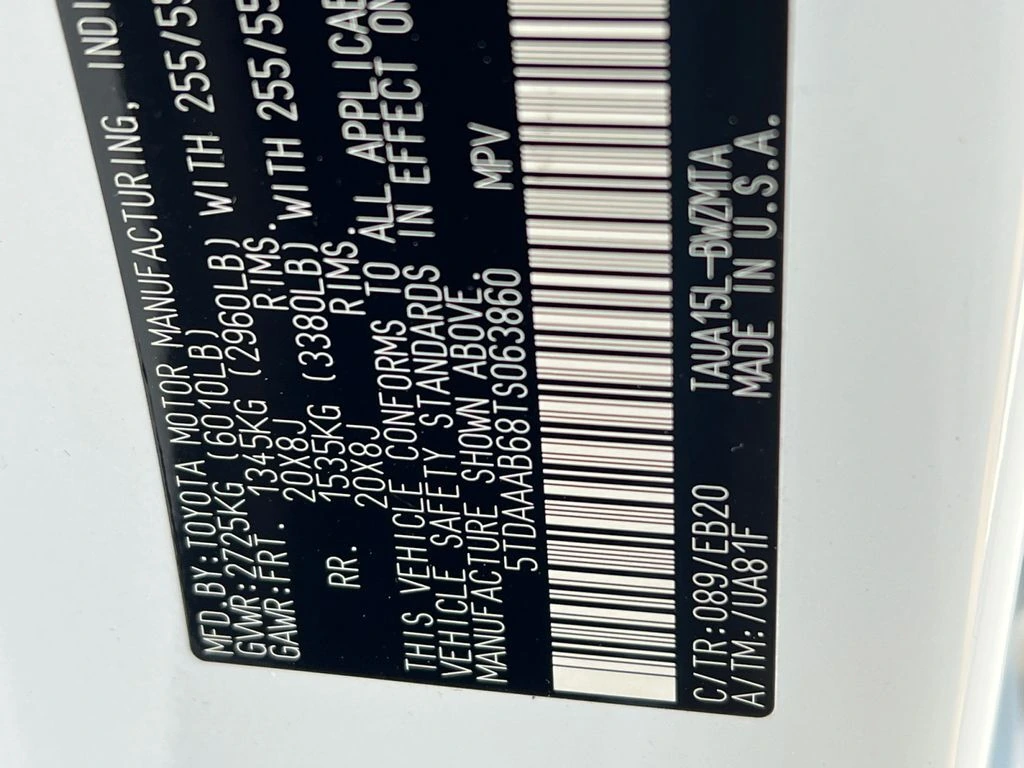 MFD.BY:TOYOTA MOTOR MANUFACTURING, INDI
GVWR:2725KG (6010LB)
GAWR:FRT. 1345KG (2960LB) WITH 255/55
20X8J RIMS.
RR. 1535KG (3380LB) WITH 255/55
20X8J RIMS
THIS VEHICLE CONFORMS TO ALL APPLICAB
VEHICLE SAFETY STANDARDS IN EFFECT ON
MANUFACTURE SHOWN ABOVE.
5TDAAAB68TS063860 MPV
C/TR:089/EB20 TAUA15L-BWZMTA
A/TM:/UA81F MADE IN U.S.A.